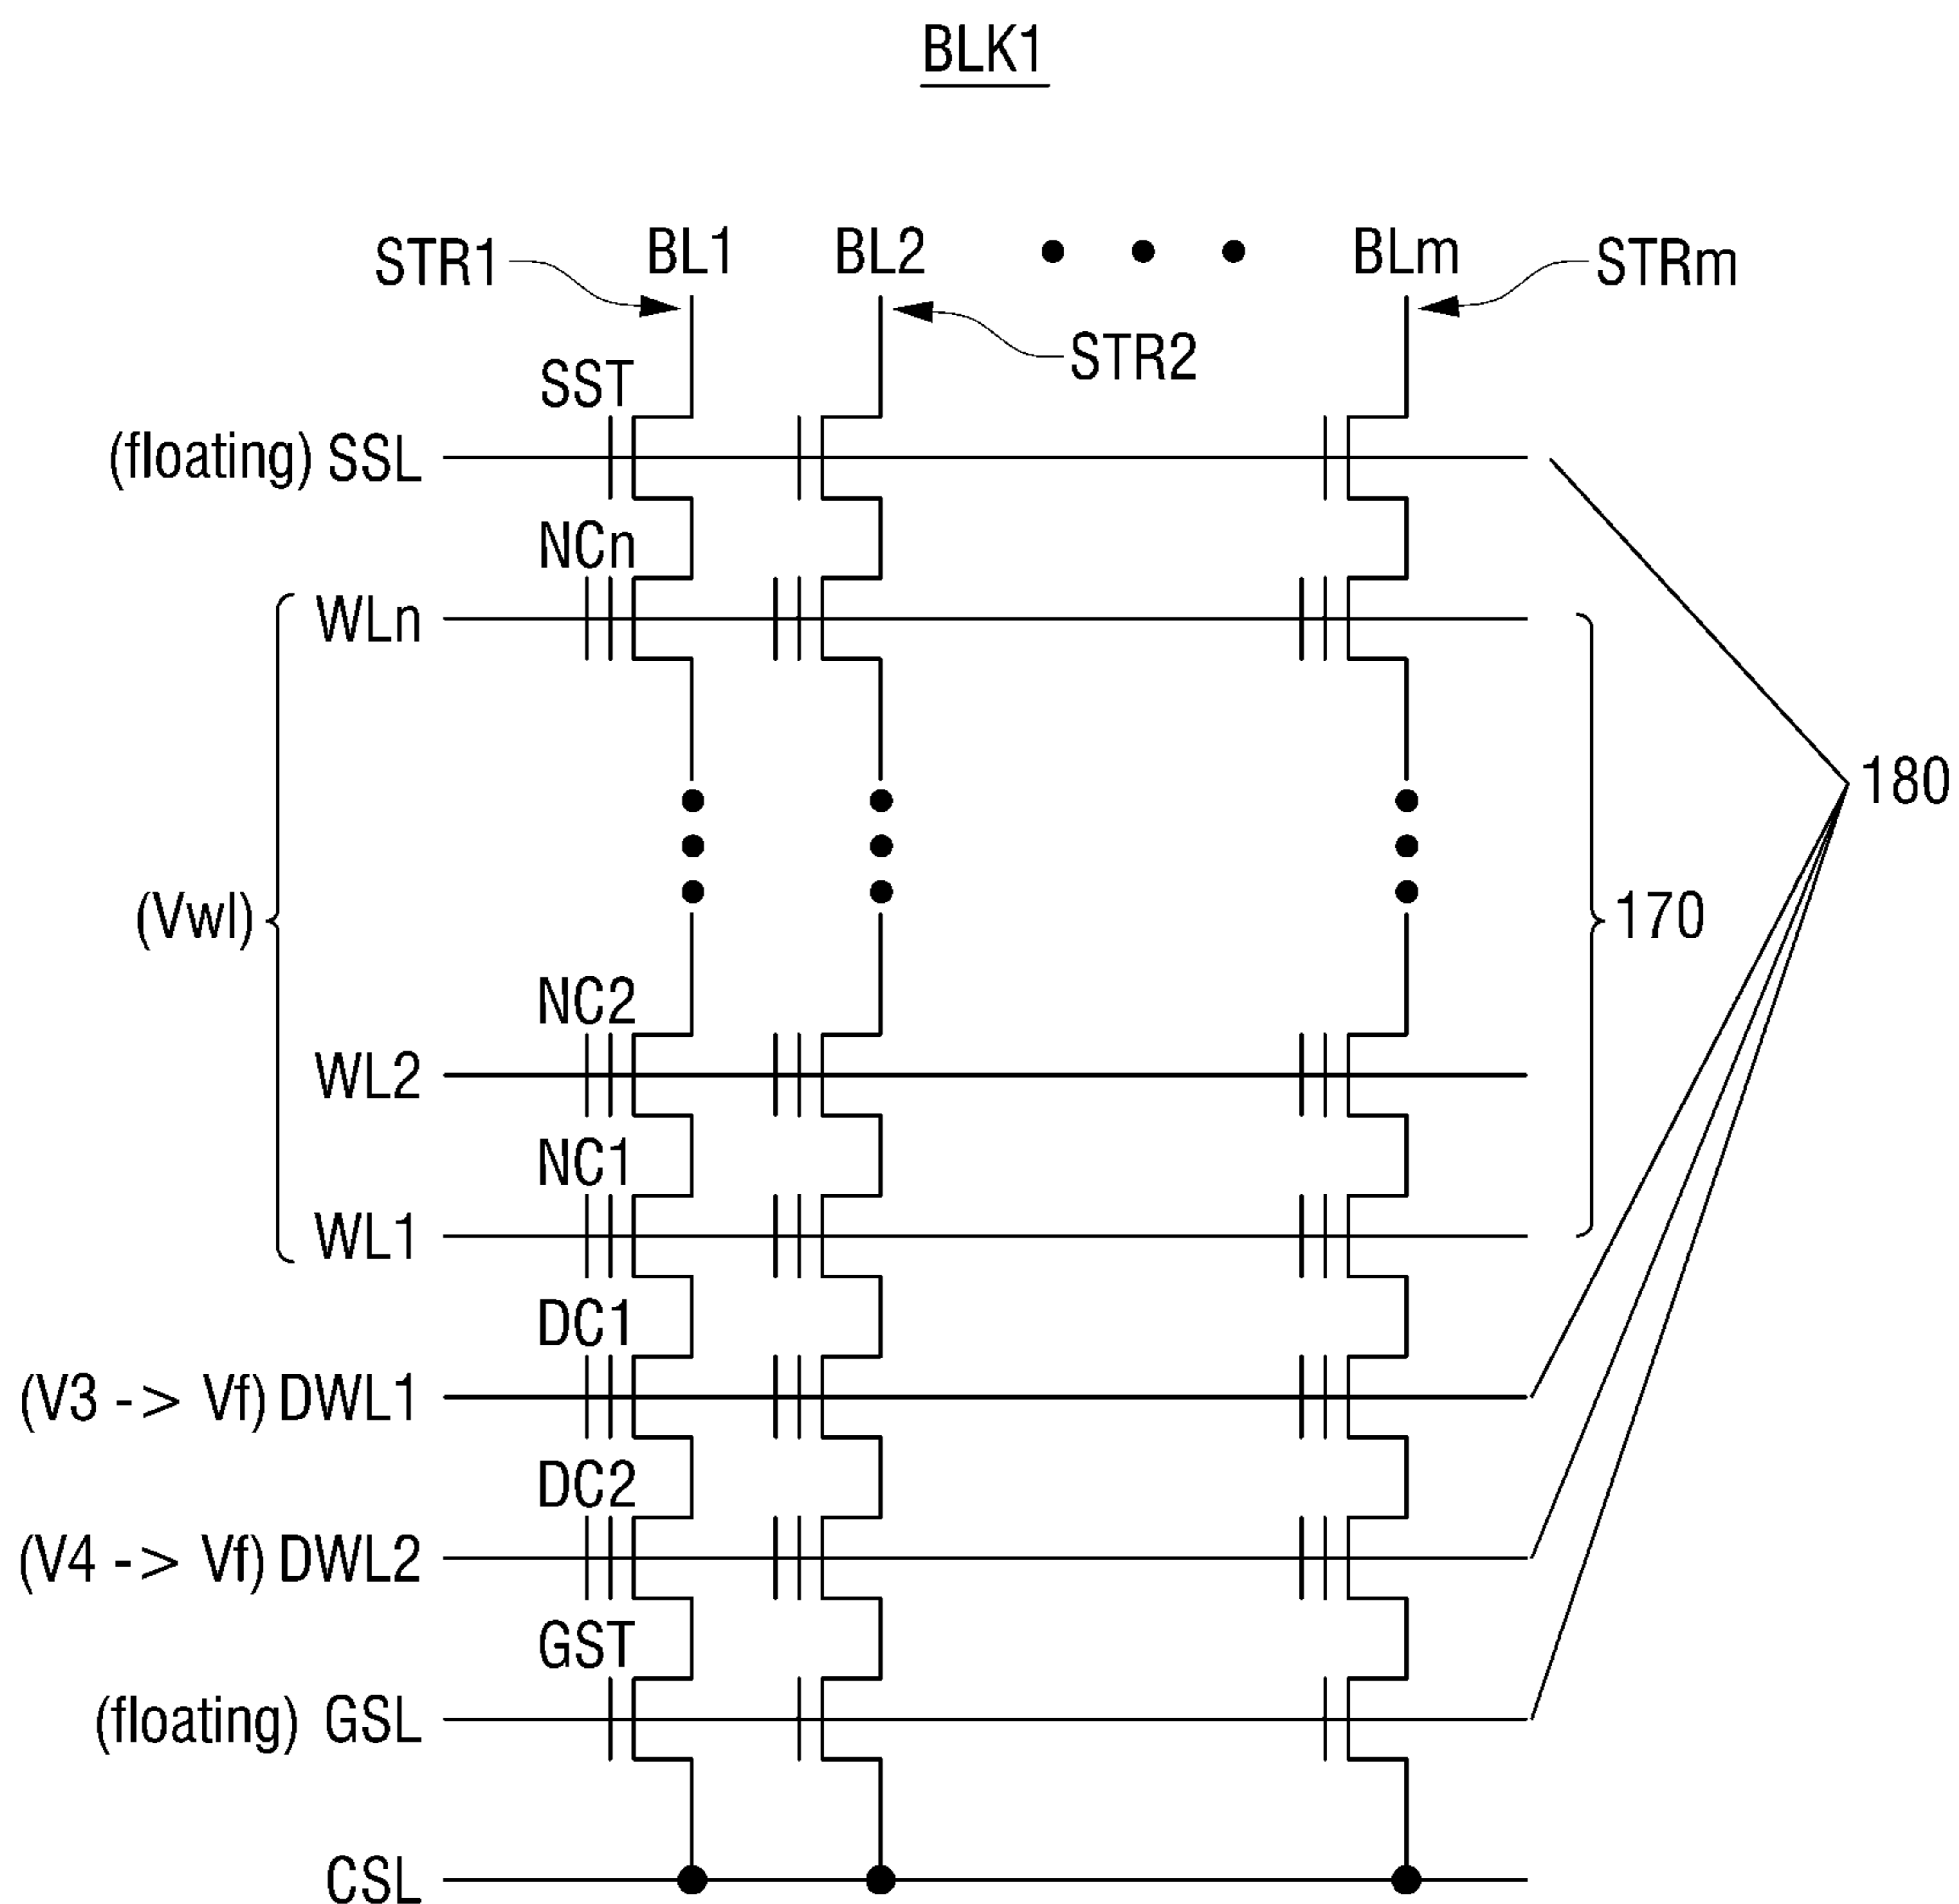 BLK1
STR1 BL1 BL2 BLm STRm
STR2
SST
(floating) SSL
NCn
WLn
180
(Vwl) 170
NC2
WL2
NC1
WL1
DC1
(V3 -> Vf) DWL1
DC2
(V4 -> Vf) DWL2
GST
(floating) GSL
CSL